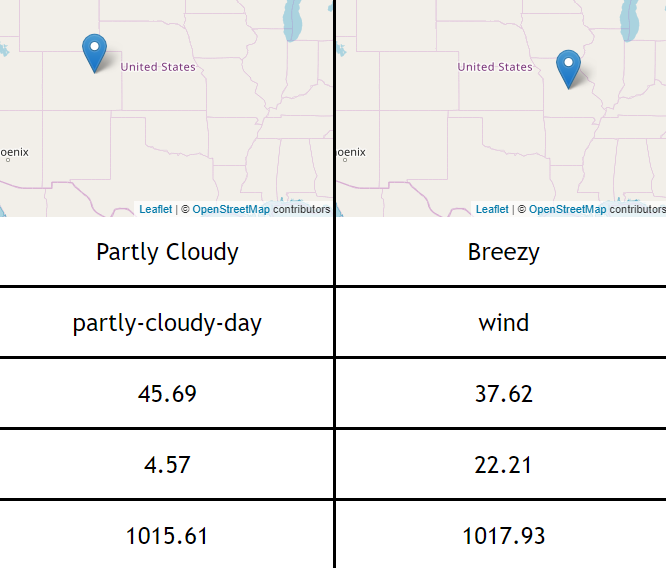 United States
United States
oenix
oenix
Leaflet | © OpenStreetMap contributors
Leaflet | © OpenStreetMap contributors
Partly Cloudy
Breezy
partly-cloudy-day
wind
45.69
37.62
4.57
22.21
1015.61
1017.93